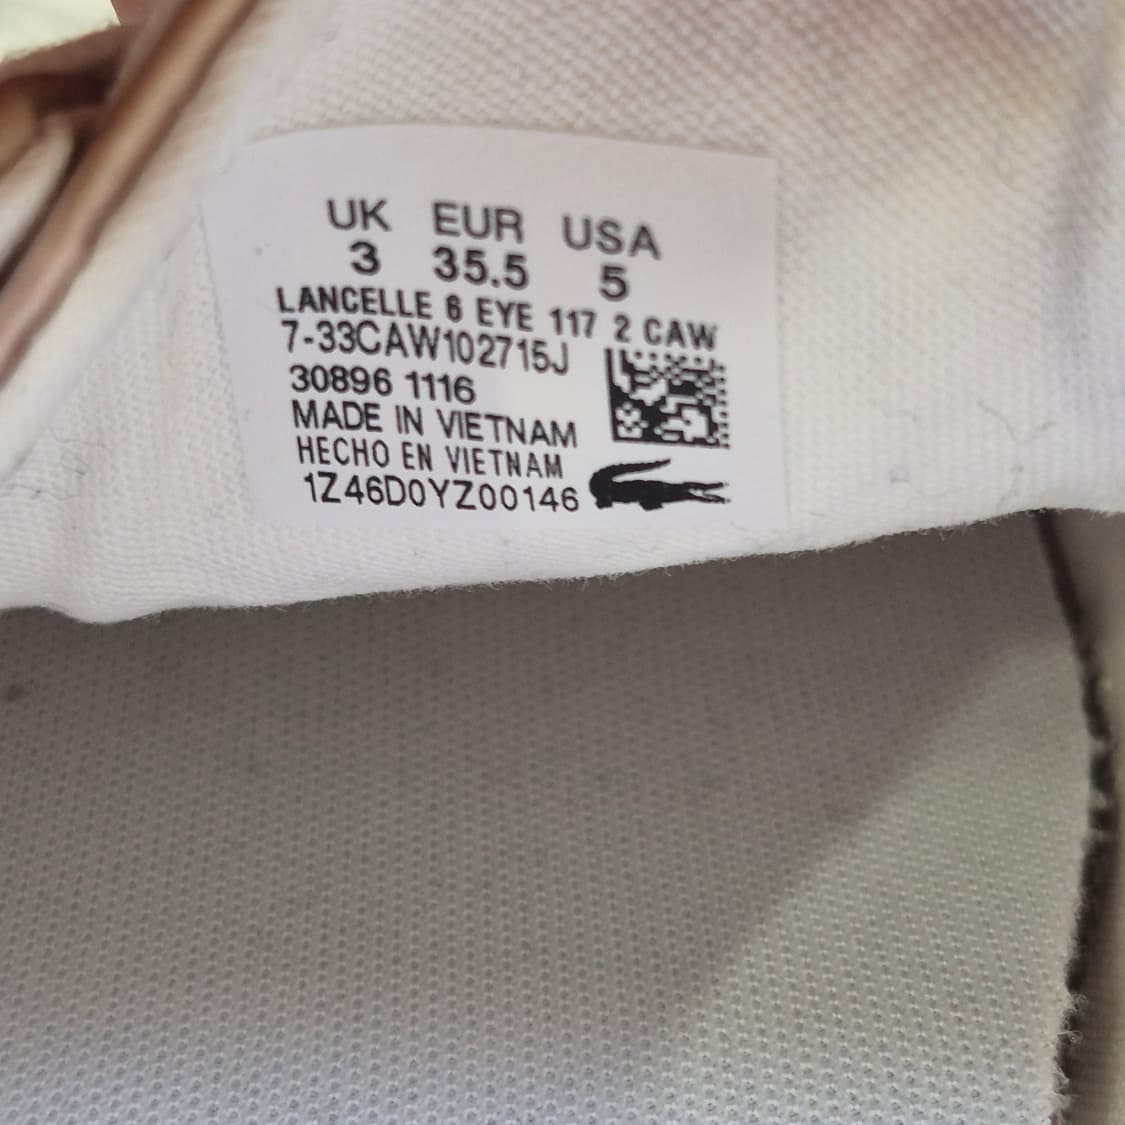 UK EUR USA
3 35.5 5
LANCELLE 6 EYE 117 2 CAW
7-33CAW102715J
30896 1116
MADE IN VIETNAM
HECHO EN VIETNAM
1Z46D0YZ00146